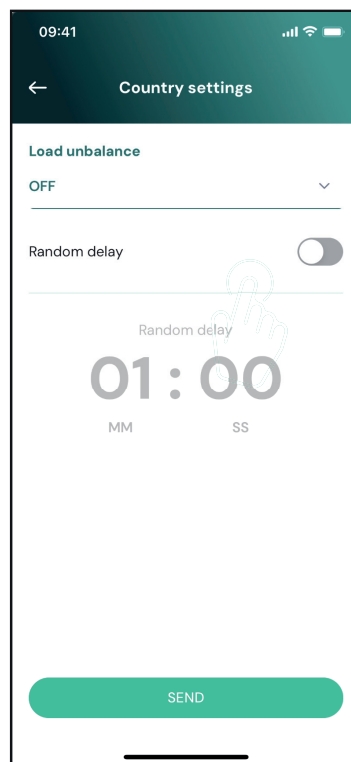 09:41
Country settings
Load unbalance
OFF
Random delay
Random delay
01 : 00
MM SS
SEND